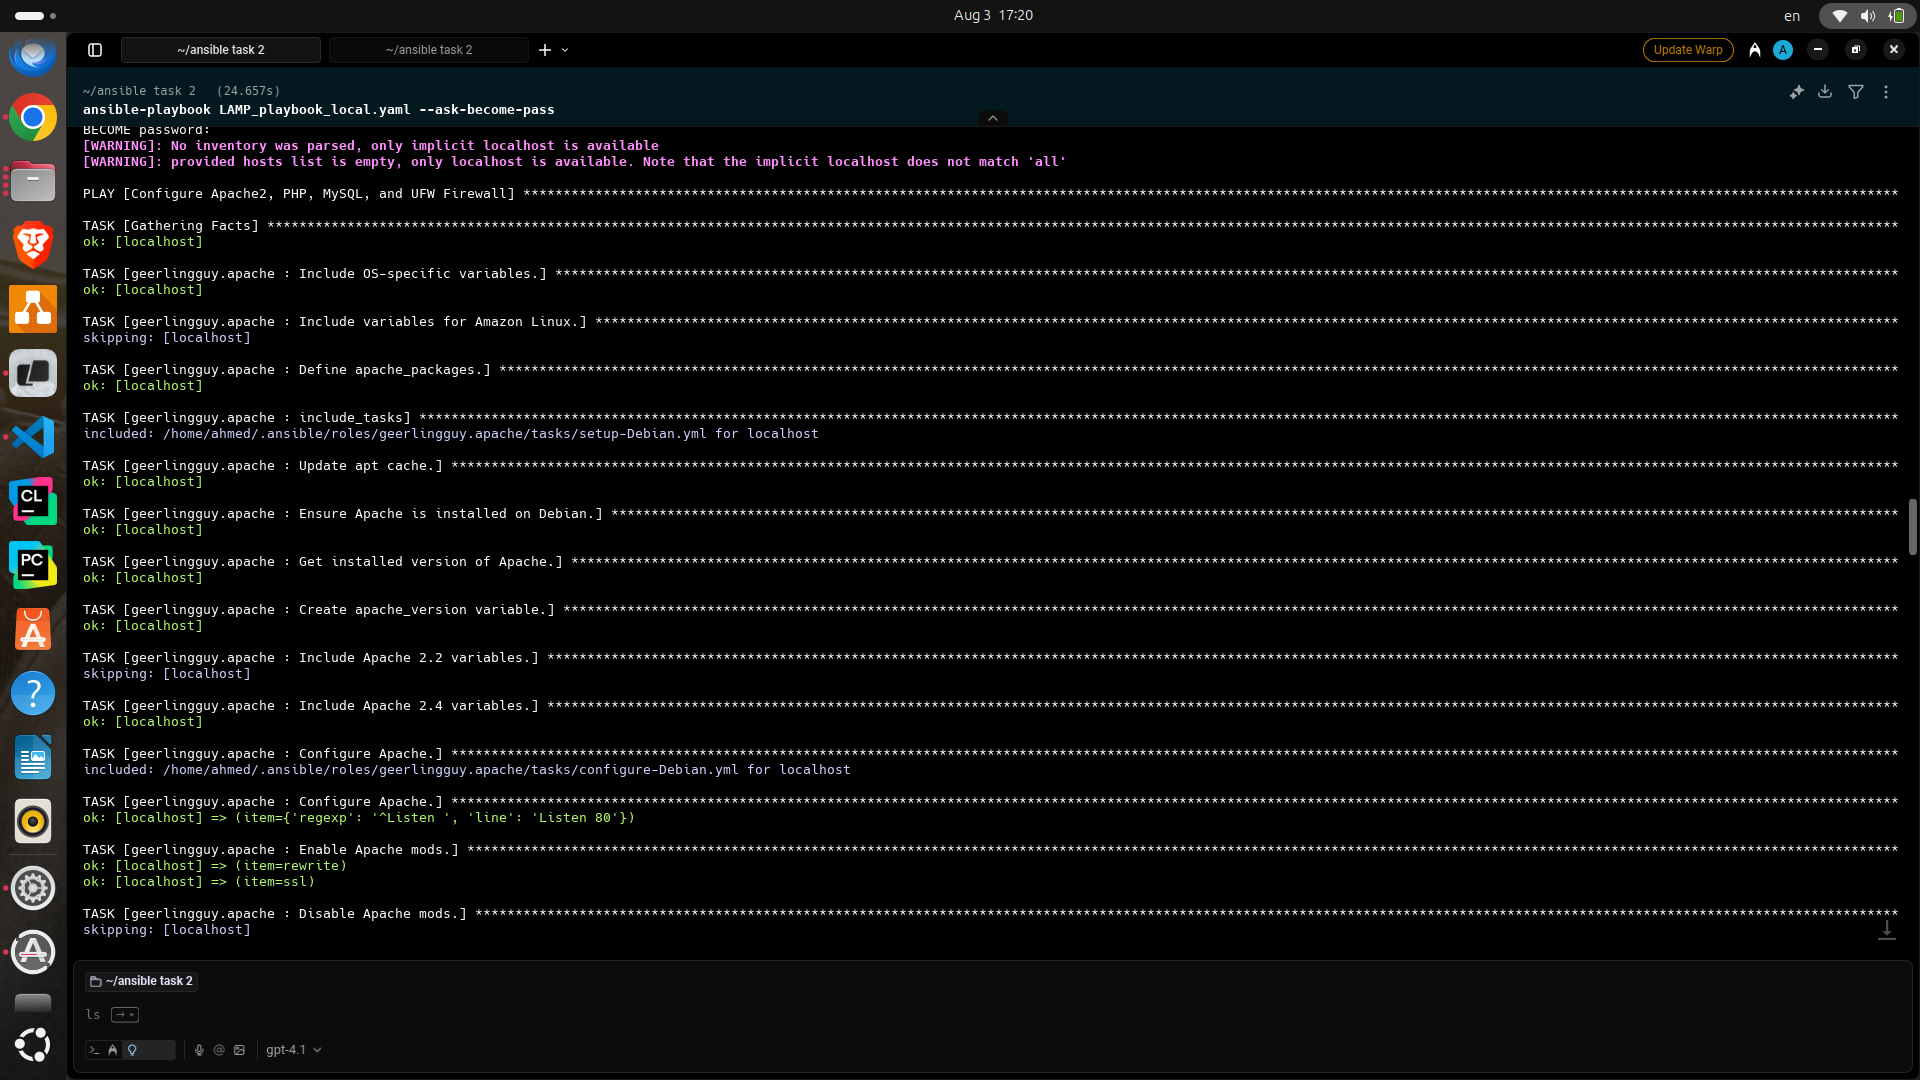 Aug 3 17:20
en
~/ansible task 2
~/ansible task 2
Update Warp
A
~/ansible task 2 (24.657s)
ansible-playbook LAMP_playbook_local.yaml --ask-become-pass
BECOME password:
[WARNING]: No inventory was parsed, only implicit localhost is available
[WARNING]: provided hosts list is empty, only localhost is available. Note that the implicit localhost does not match 'all'
PLAY [Configure Apache2, PHP, MySQL, and UFW Firewall] ****************************************************************************************************************************************************************************
TASK [Gathering Facts] ************************************************************************************************************************************************************************************************************
ok: [localhost]
TASK [geerlingguy.apache : Include OS-specific variables.] ************************************************************************************************************************************************************************
ok: [localhost]
TASK [geerlingguy.apache : Include variables for Amazon Linux.] *******************************************************************************************************************************************************************
skipping: [localhost]
TASK [geerlingguy.apache : Define apache_packages.] *******************************************************************************************************************************************************************************
ok: [localhost]
TASK [geerlingguy.apache : include_tasks] *****************************************************************************************************************************************************************************************
included: /home/ahmed/.ansible/roles/geerlingguy.apache/tasks/setup-Debian.yml for localhost
TASK [geerlingguy.apache : Update apt cache.] *************************************************************************************************************************************************************************************
ok: [localhost]
TASK [geerlingguy.apache : Ensure Apache is installed on Debian.] *****************************************************************************************************************************************************************
ok: [localhost]
TASK [geerlingguy.apache : Get installed version of Apache.] **********************************************************************************************************************************************************************
ok: [localhost]
TASK [geerlingguy.apache : Create apache_version variable.] ***********************************************************************************************************************************************************************
ok: [localhost]
TASK [geerlingguy.apache : Include Apache 2.2 variables.] *************************************************************************************************************************************************************************
skipping: [localhost]
TASK [geerlingguy.apache : Include Apache 2.4 variables.] *************************************************************************************************************************************************************************
ok: [localhost]
TASK [geerlingguy.apache : Configure Apache.] *************************************************************************************************************************************************************************************
included: /home/ahmed/.ansible/roles/geerlingguy.apache/tasks/configure-Debian.yml for localhost
TASK [geerlingguy.apache : Configure Apache.] *************************************************************************************************************************************************************************************
ok: [localhost] => (item={'regexp': '^Listen ', 'line': 'Listen 80'})
TASK [geerlingguy.apache : Enable Apache mods.] ***********************************************************************************************************************************************************************************
ok: [localhost] => (item=rewrite)
ok: [localhost] => (item=ssl)
TASK [geerlingguy.apache : Disable Apache mods.] **********************************************************************************************************************************************************************************
skipping: [localhost]
~/ansible task 2
ls
gpt-4.1
CL
PC